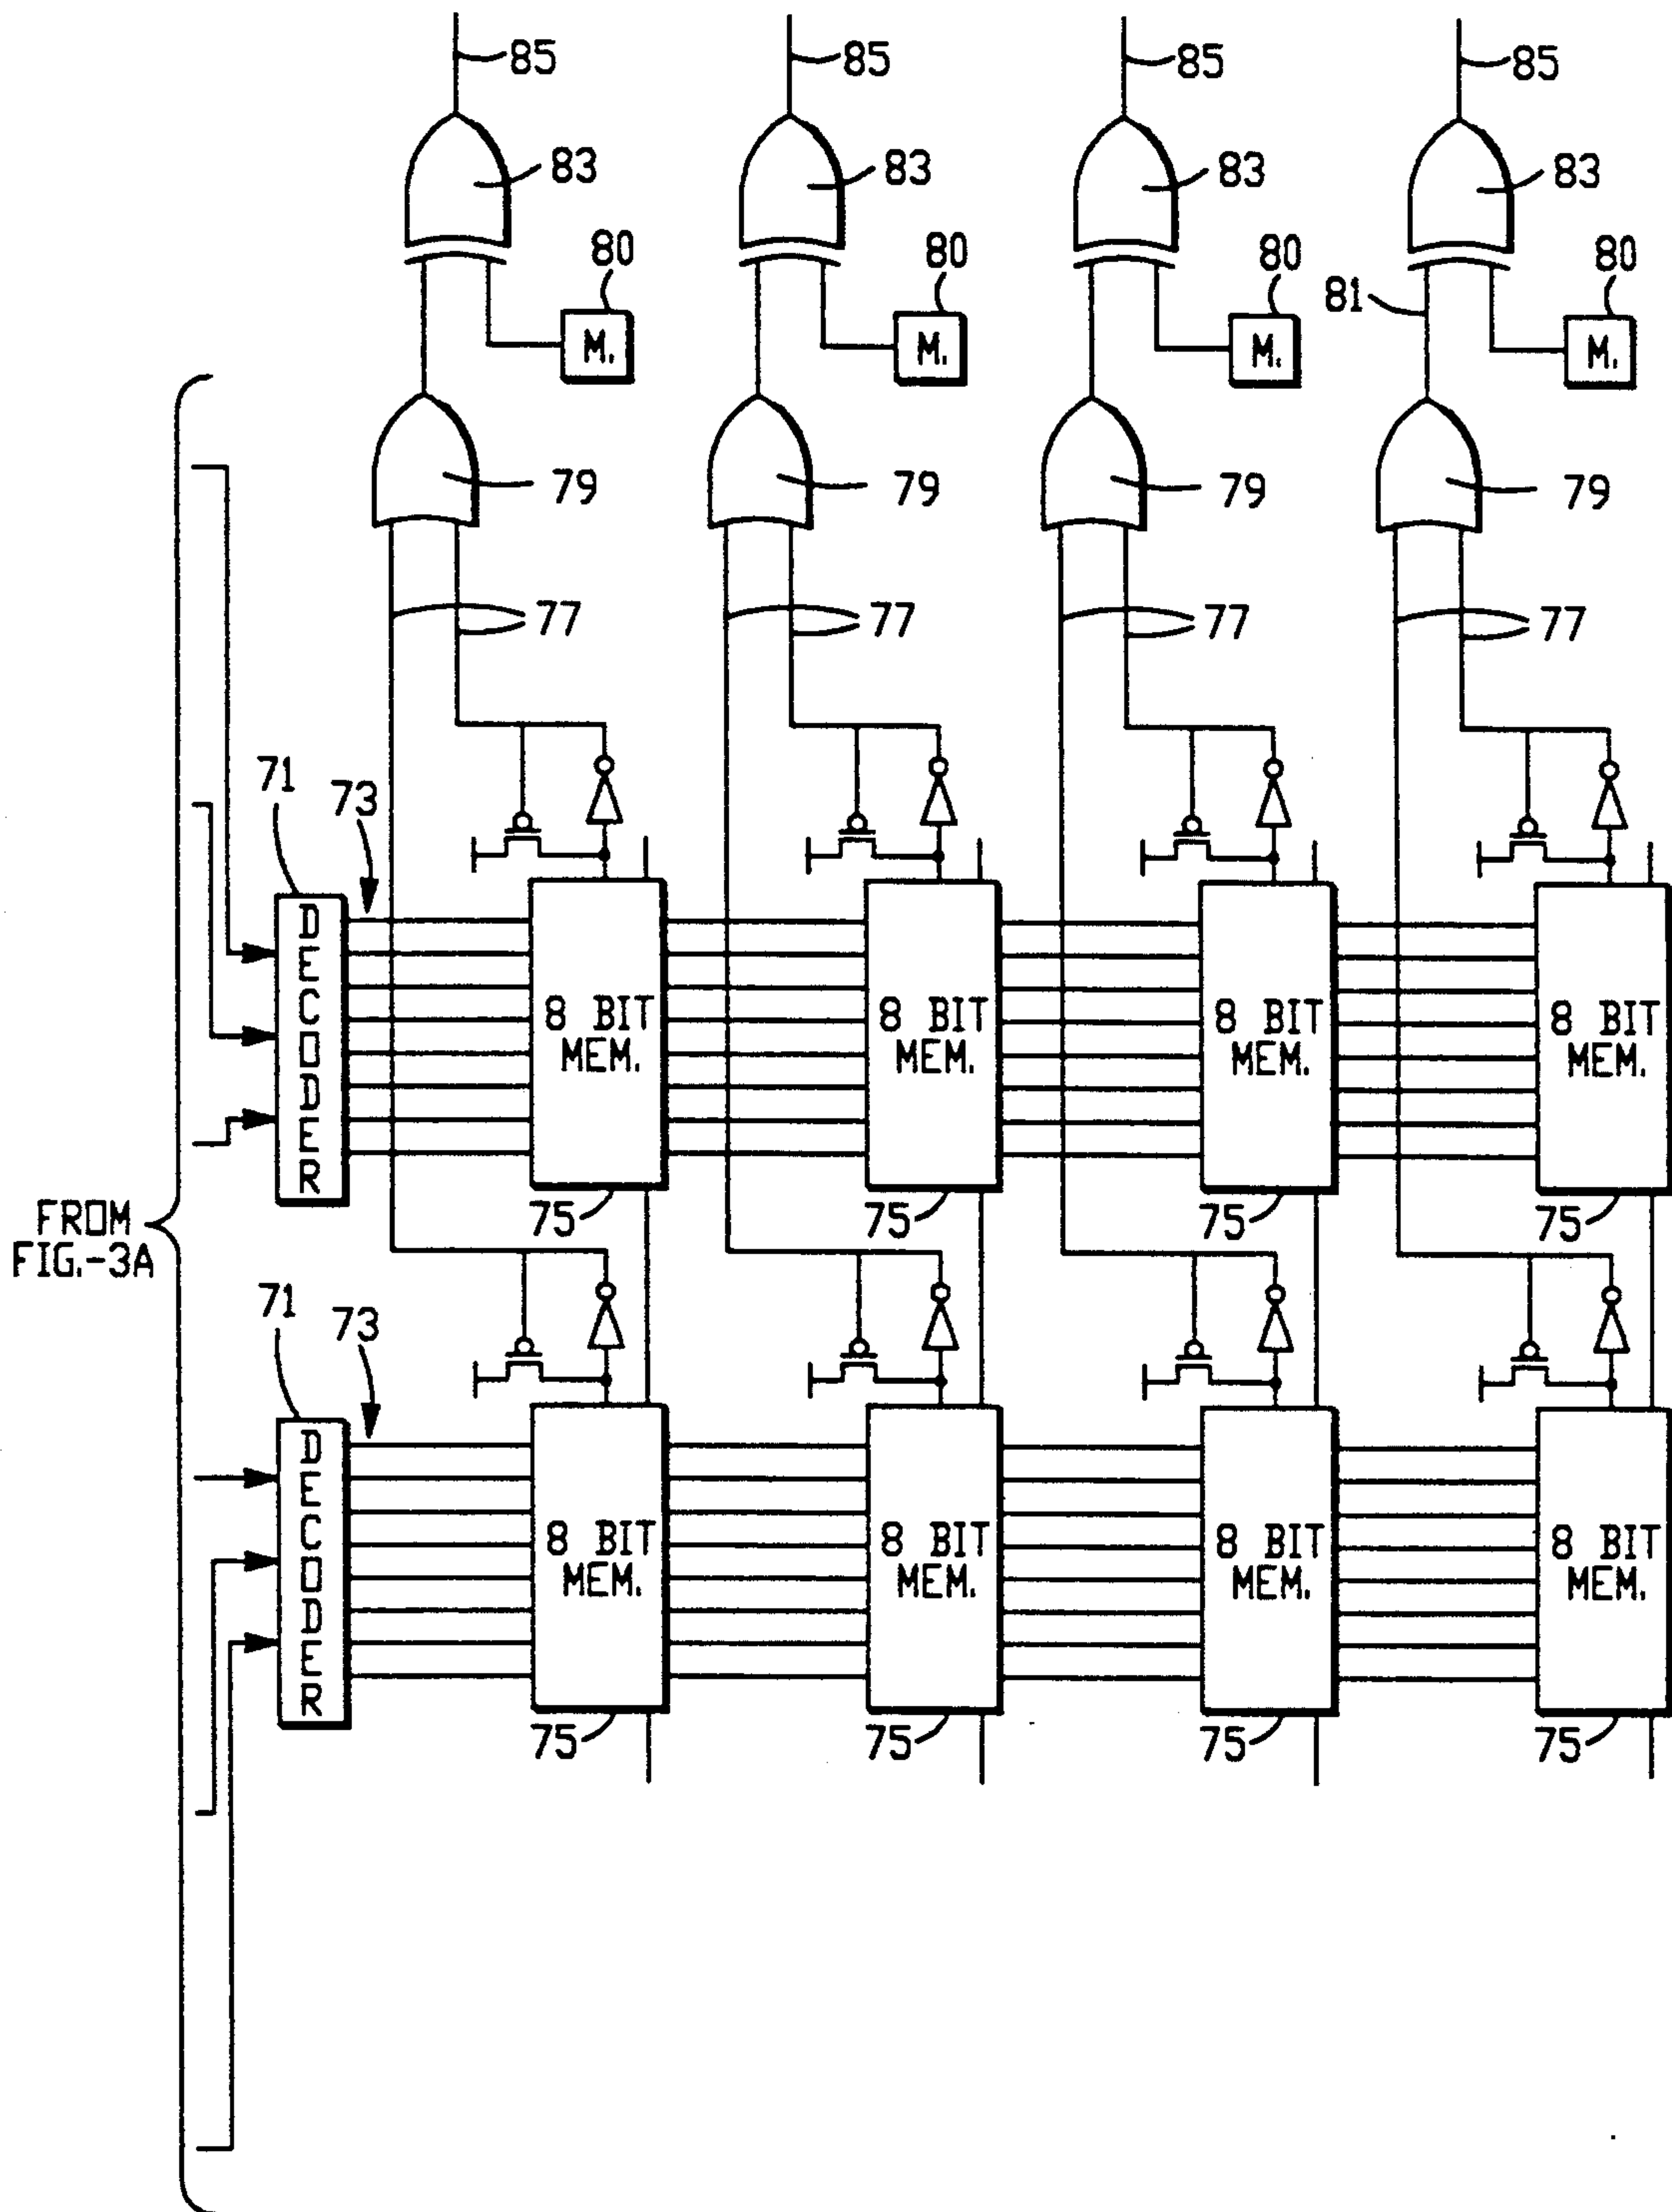 85 85 85 85
83 83 83 83
80 80 80 80
81
M. M. M. M.
79 79 79 79
77 77 77 77
71 73
DECODER
8 BIT 8 BIT 8 BIT 8 BIT
MEM. MEM. MEM. MEM.
75 75 75 75
FROM
FIG.-3A
71 73
DECODER
8 BIT 8 BIT 8 BIT 8 BIT
MEM. MEM. MEM. MEM.
75 75 75 75